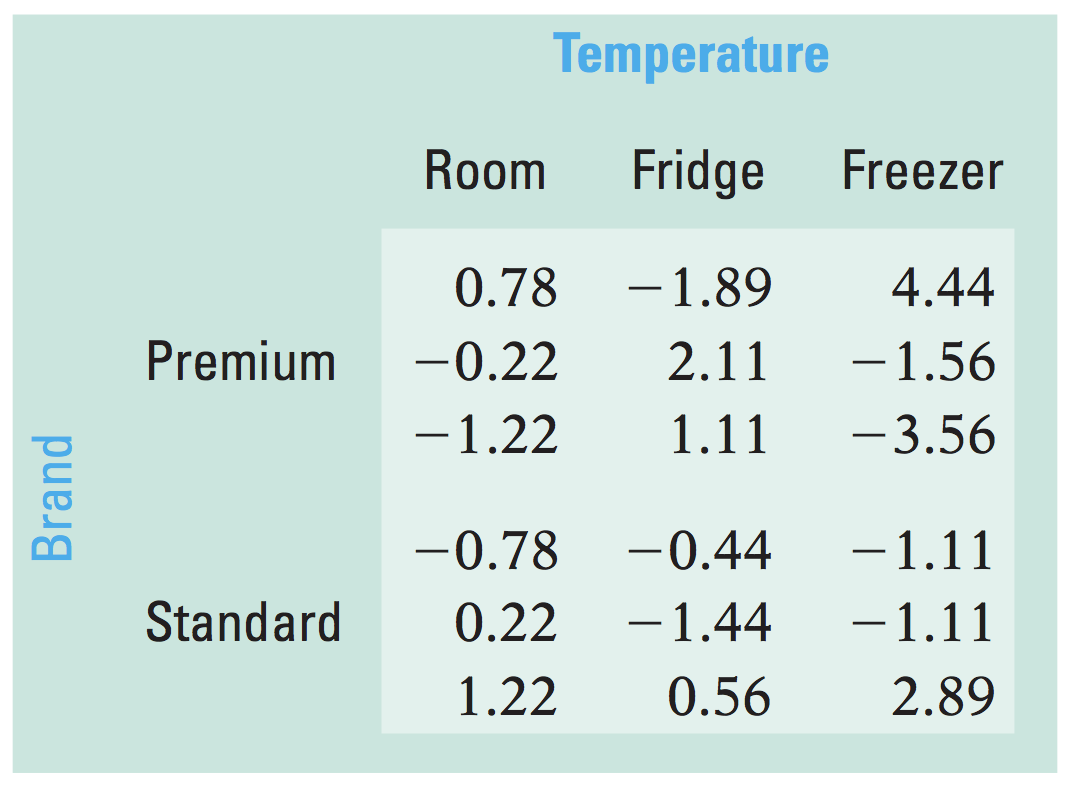 Temperature
Room Fridge Freezer
0.78 −1.89 4.44
Premium −0.22 2.11 −1.56
−1.22 1.11 −3.56
Brand
−0.78 −0.44 −1.11
Standard 0.22 −1.44 −1.11
1.22 0.56 2.89